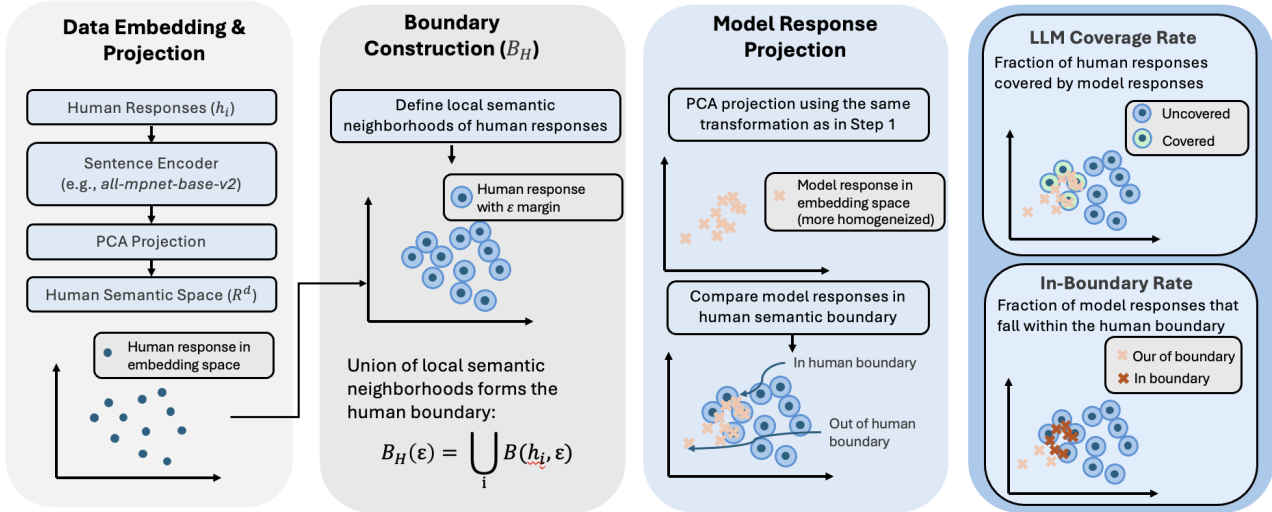 Data Embedding &
Projection
Human Responses (hᵢ)
Sentence Encoder
(e.g., all-mpnet-base-v2)
PCA Projection
Human Semantic Space (Rᵈ)
Human response in
embedding space
Boundary
Construction (B_H)
Define local semantic
neighborhoods of human responses
Human response
with ε margin
Union of local semantic
neighborhoods forms the
human boundary:
B_H(ε) = ⋃ B(hᵢ, ε)
i
Model Response
Projection
PCA projection using the same
transformation as in Step 1
Model response in
embedding space
(more homogeneized)
Compare model responses in
human semantic boundary
In human boundary
Out of human
boundary
LLM Coverage Rate
Fraction of human responses
covered by model responses
Uncovered
Covered
In-Boundary Rate
Fraction of model responses that
fall within the human boundary
Our of boundary
In boundary